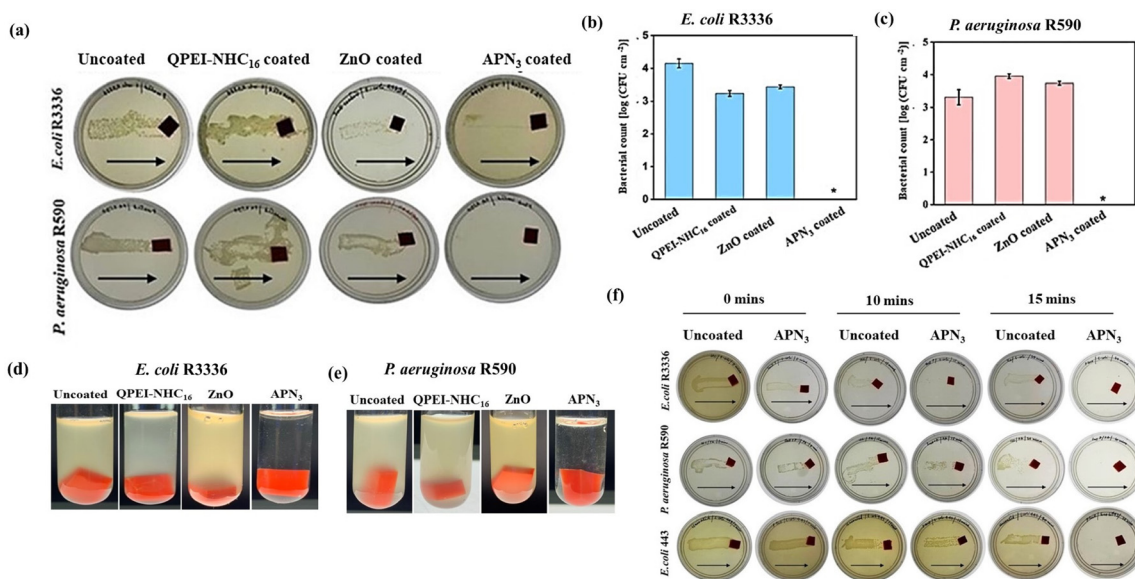 (a)
Uncoated QPEI-NHC₁₆ coated ZnO coated APN₃ coated
E.coli R3336
P. aeruginosa R590
(b) E. coli R3336
Bacterial count [log (CFU cm⁻²)]
5
4
3
2
1
0
*
Uncoated
QPEI-NHC₁₆ coated
ZnO coated
APN₃ coated
(c) P. aeruginosa R590
Bacterial count [log (CFU cm⁻²)]
5
4
3
2
1
0
*
Uncoated
QPEI-NHC₁₆ coated
ZnO coated
APN₃ coated
(d) E. coli R3336
Uncoated QPEI-NHC₁₆ ZnO APN₃
(e) P. aeruginosa R590
Uncoated QPEI-NHC₁₆ ZnO APN₃
(f)
0 mins 10 mins 15 mins
Uncoated APN₃ Uncoated APN₃ Uncoated APN₃
E.coli R3336
P. aeruginosa R590
E.coli 443